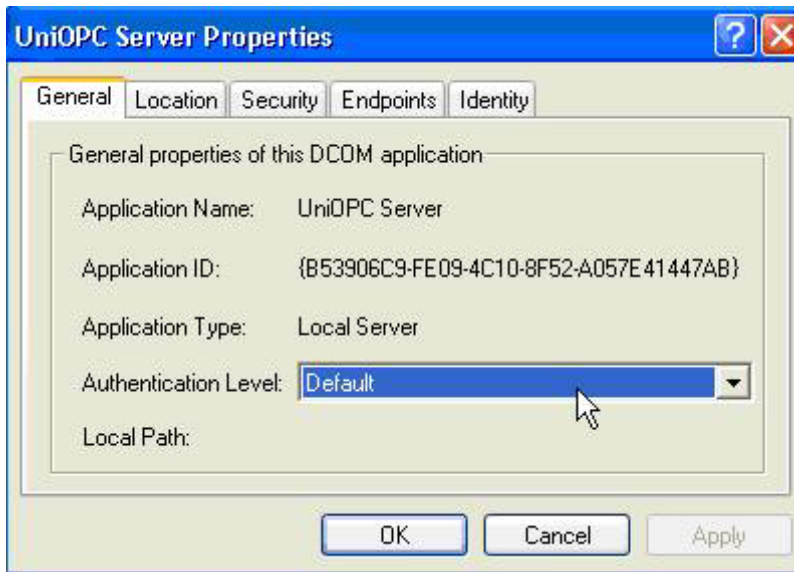 UniOPC Server Properties
General Location Security Endpoints Identity
General properties of this DCOM application
Application Name: UniOPC Server
Application ID: {B53906C9-FE09-4C10-8F52-A057E41447AB}
Application Type: Local Server
Authentication Level: Default
Local Path:
OK Cancel Apply